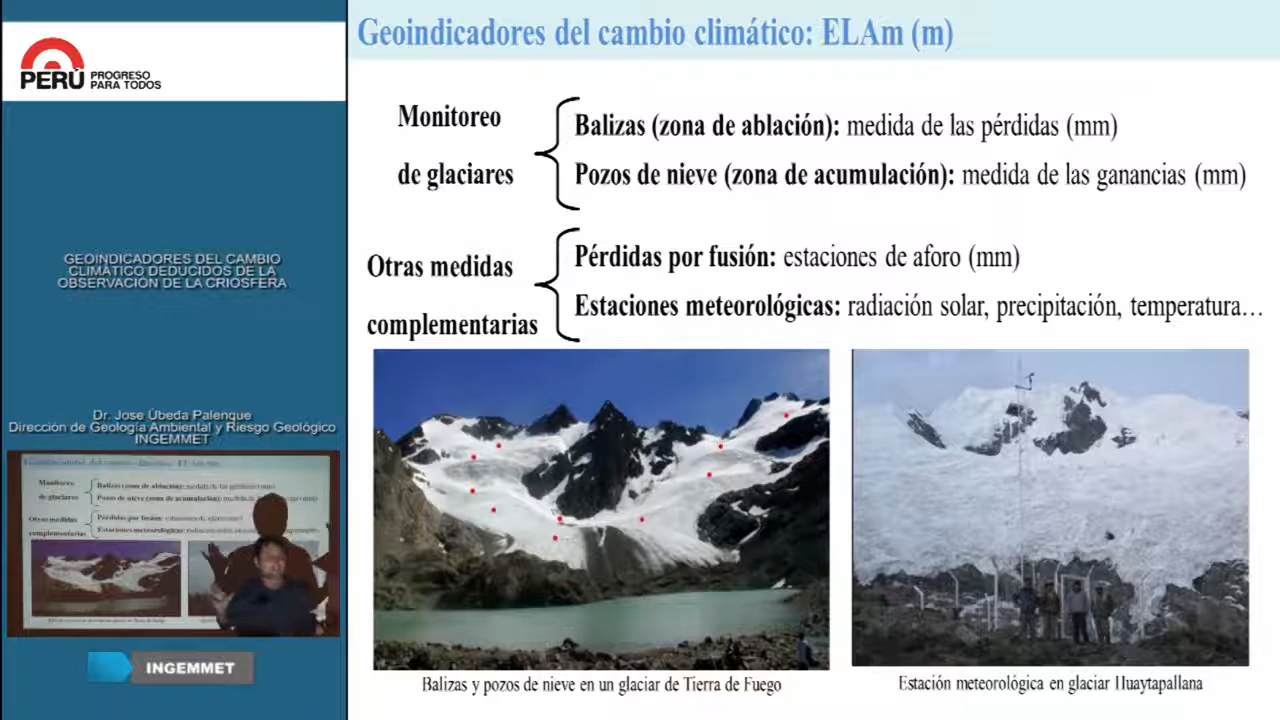 PERÚ PROGRESO
PARA TODOS
GEOINDICADORES DEL CAMBIO
CLIMÁTICO DEDUCIDOS DE LA
OBSERVACIÓN DE LA CRIOSFERA
Dr. Jose Úbeda Palenque
Dirección de Geología Ambiental y Riesgo Geológico
INGEMMET
INGEMMET
Geoindicadores del cambio climático: ELAm (m)
Monitoreo
de glaciares
Balizas (zona de ablación): medida de las pérdidas (mm)
Pozos de nieve (zona de acumulación): medida de las ganancias (mm)
Otras medidas
complementarias
Pérdidas por fusión: estaciones de aforo (mm)
Estaciones meteorológicas: radiación solar, precipitación, temperatura…
Balizas y pozos de nieve en un glaciar de Tierra de Fuego
Estación meteorológica en glaciar Huaytapallana